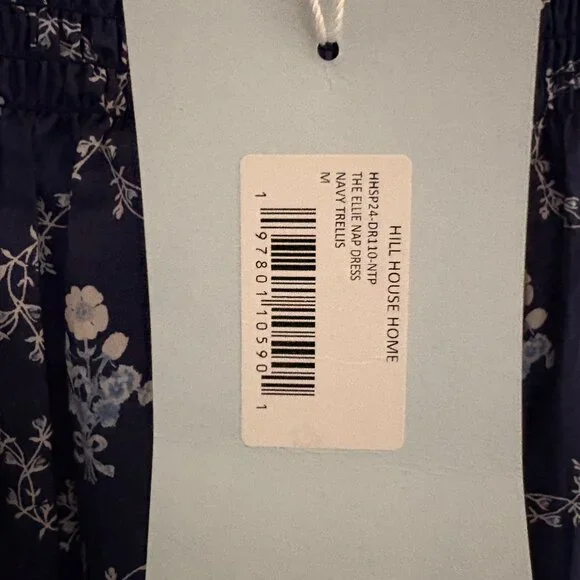 HILL HOUSE HOME
HHSP24-DR110-NTP
THE ELLIE NAP DRESS
NAVY TRELLIS
M
1 97801 10590 1